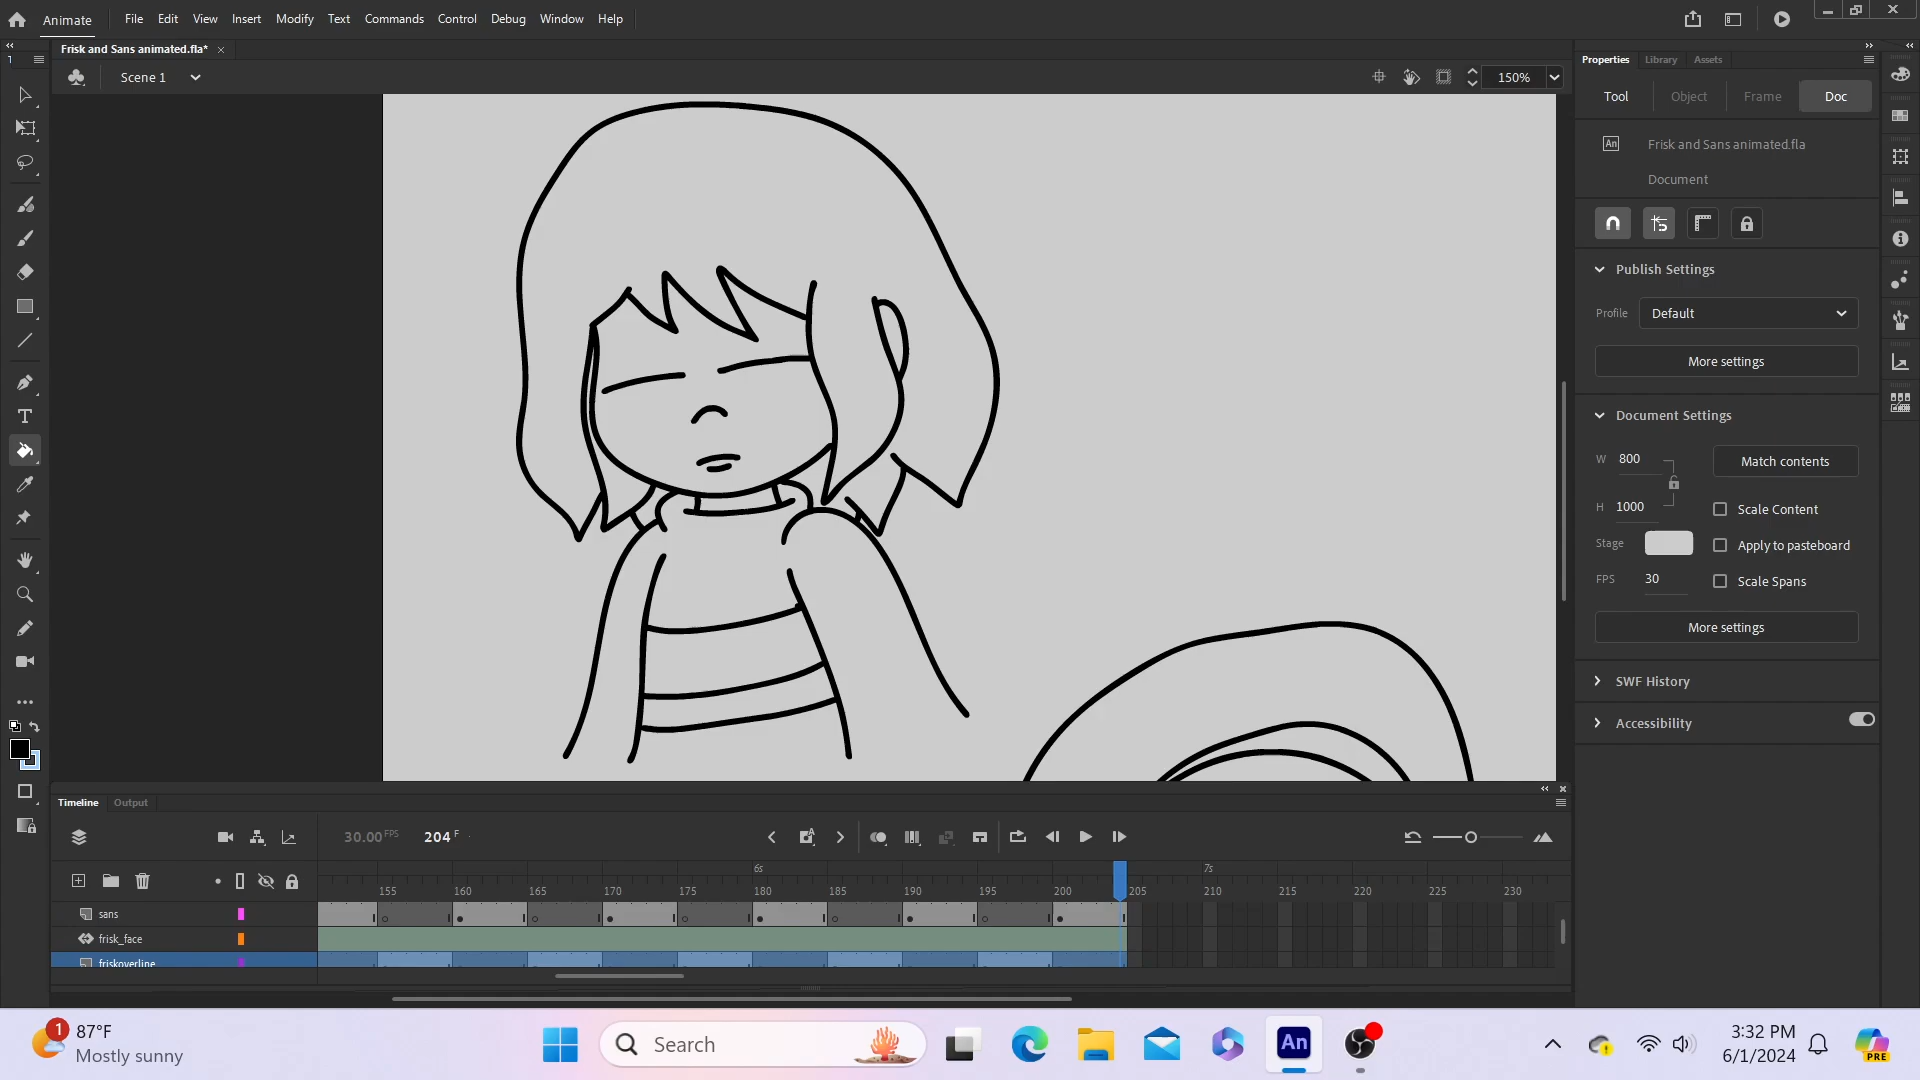 Animate File Edit View Insert Modify Text Commands Control Debug Window Help
Frisk and Sans animated.fla*
Scene 1
150%
Properties Library Assets
Tool Object Frame Doc
An Frisk and Sans animated.fla
Document
Publish Settings
Profile Default
More settings
Document Settings
W 800 Match contents
H 1000 Scale Content
Stage Apply to pasteboard
FPS 30 Scale Spans
More settings
SWF History
Accessibility
Timeline Output
30.00 FPS 204 F
6s 7s
155 160 165 170 175 180 185 190 195 200 205 210 215 220 225 230
sans
frisk_face
friskoverline
1 87°F
Mostly sunny
Search
An
PRE
3:32 PM
6/1/2024